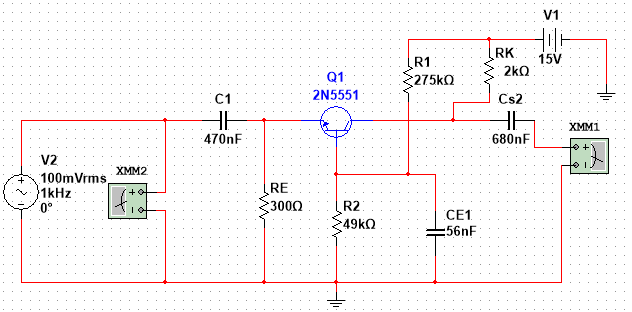 V1
15V
R1
275kΩ
RK
2kΩ
Q1
2N5551
C1
470nF
Cs2
680nF
XMM1
V2
100mVrms
1kHz
0°
XMM2
RE
300Ω
R2
49kΩ
CE1
56nF